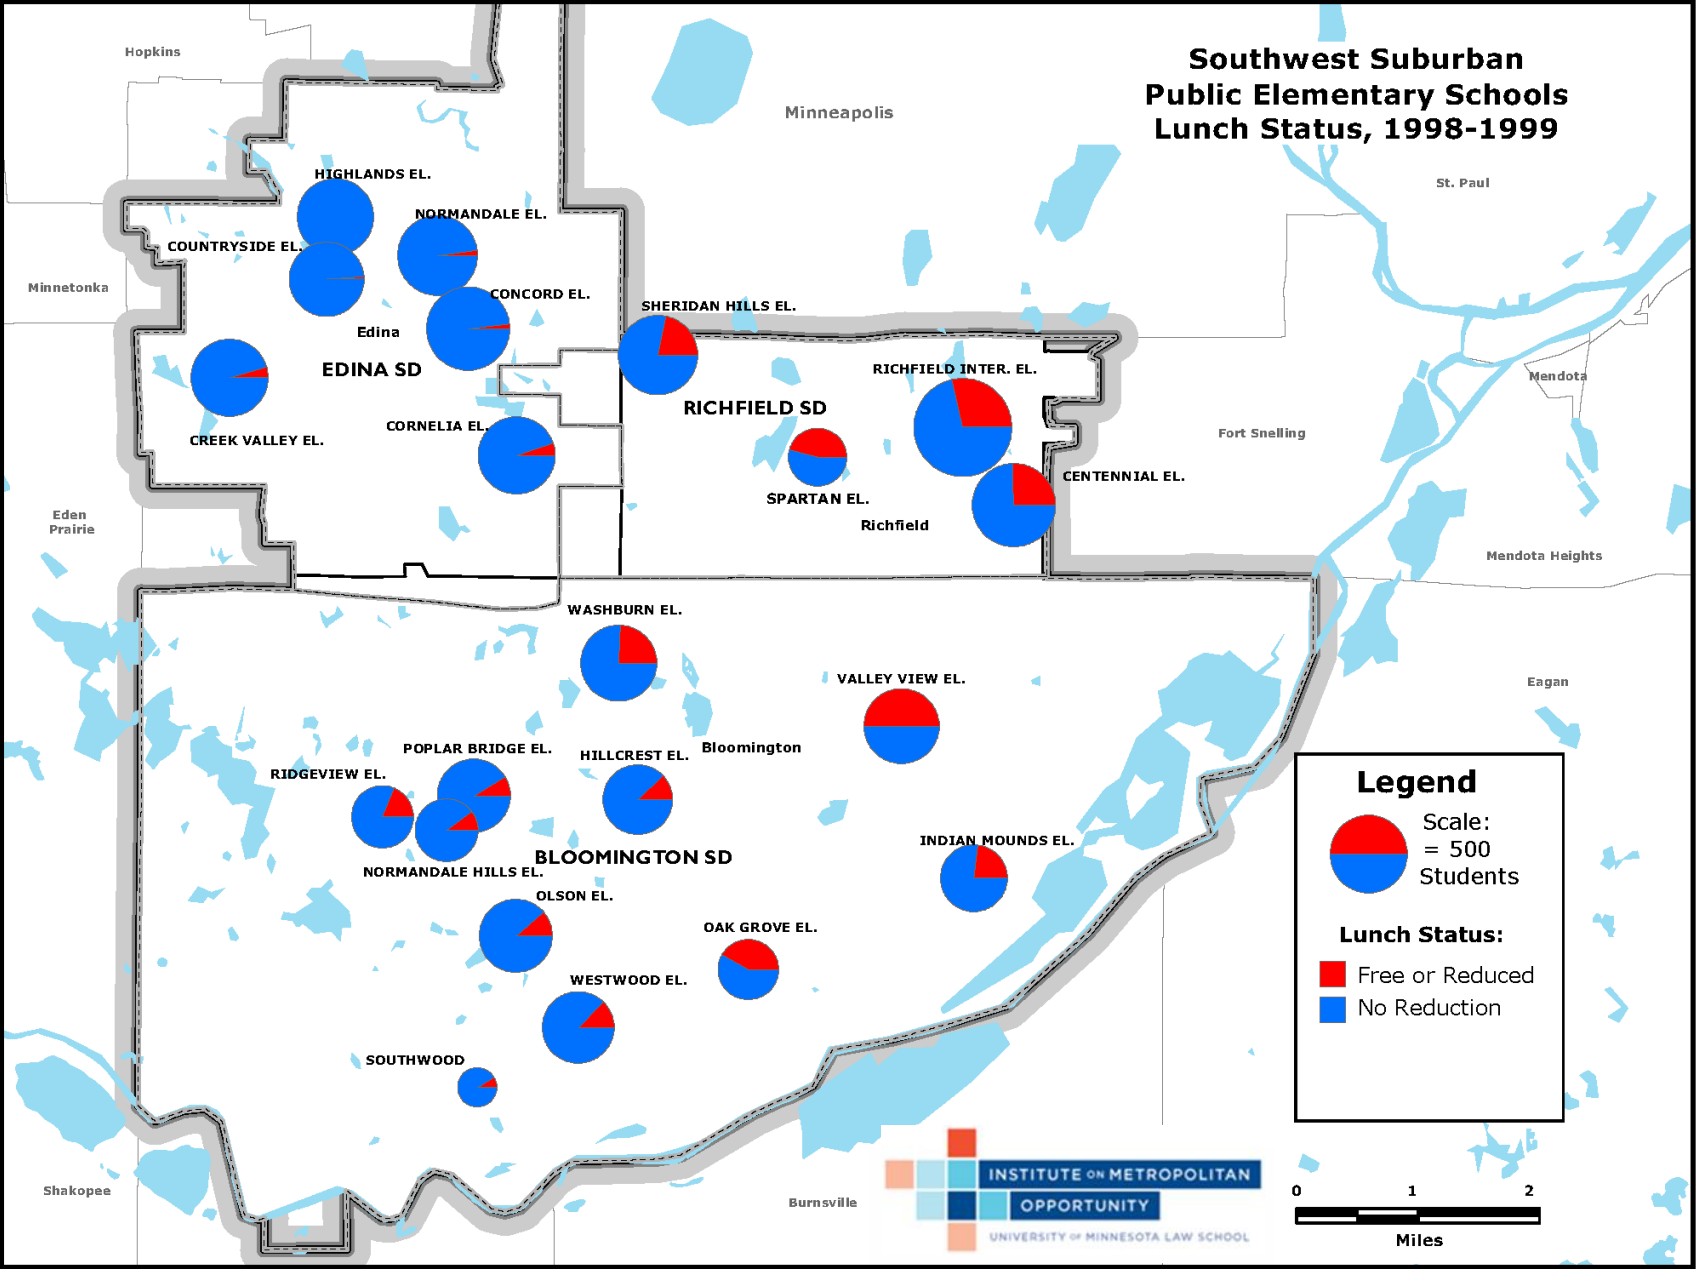 Southwest Suburban
Public Elementary Schools
Lunch Status, 1998-1999
Hopkins
Minneapolis
St. Paul
HIGHLANDS EL.
NORMANDALE EL.
COUNTRYSIDE EL.
Minnetonka
CONCORD EL.
SHERIDAN HILLS EL.
Edina
EDINA SD
RICHFIELD INTER. EL.
Mendota
RICHFIELD SD
CORNELIA EL.
Fort Snelling
CREEK VALLEY EL.
CENTENNIAL EL.
SPARTAN EL.
Eden
Prairie
Richfield
Mendota Heights
WASHBURN EL.
VALLEY VIEW EL.
Eagan
POPLAR BRIDGE EL.
HILLCREST EL.
Bloomington
RIDGEVIEW EL.
INDIAN MOUNDS EL.
BLOOMINGTON SD
NORMANDALE HILLS EL.
OLSON EL.
OAK GROVE EL.
WESTWOOD EL.
SOUTHWOOD
Legend
Scale:
= 500
Students
Lunch Status:
Free or Reduced
No Reduction
Shakopee
Burnsville
INSTITUTE ON METROPOLITAN
OPPORTUNITY
UNIVERSITY OF MINNESOTA LAW SCHOOL
0 1 2
Miles